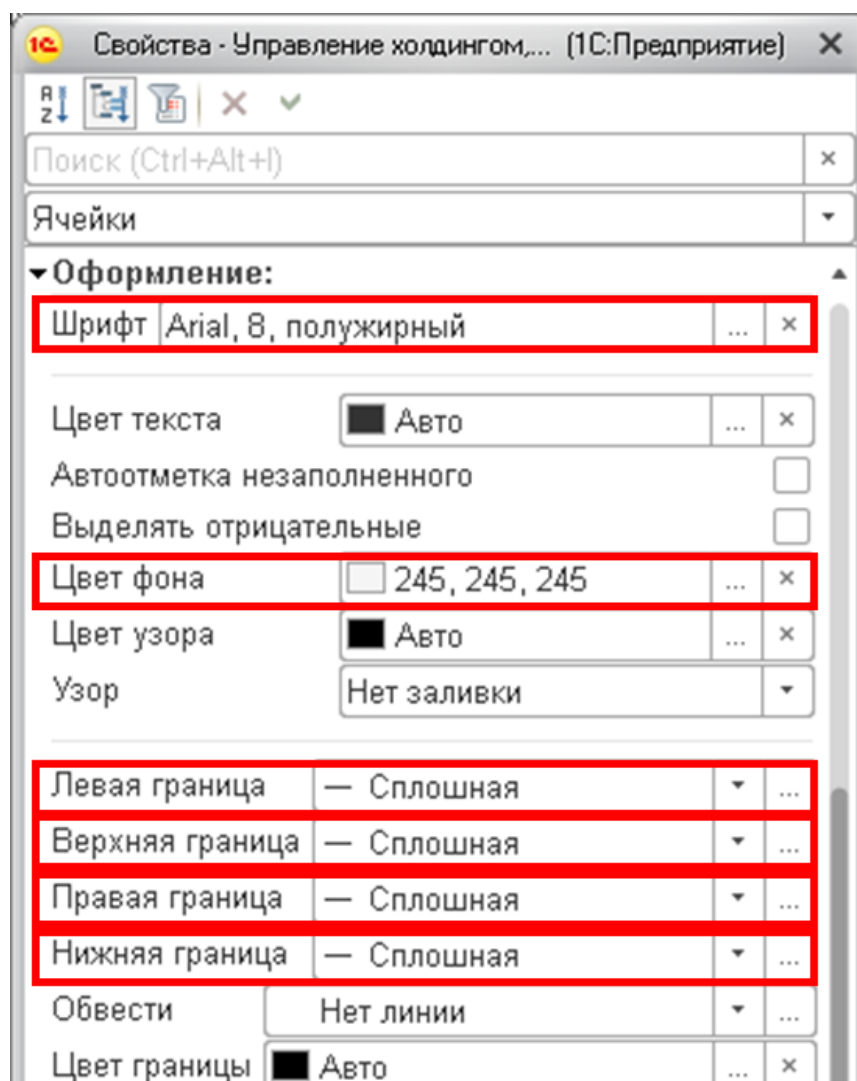 1С Свойства - Управление холдингом,... (1С:Предприятие) ×
Поиск (Ctrl+Alt+I) ×
Ячейки
Оформление:
Шрифт Arial, 8, полужирный ... ×
Цвет текста Авто ... ×
Автоотметка незаполненного
Выделять отрицательные
Цвет фона 245, 245, 245 ... ×
Цвет узора Авто ... ×
Узор Нет заливки
Левая граница — Сплошная ...
Верхняя граница — Сплошная ...
Правая граница — Сплошная ...
Нижняя граница — Сплошная ...
Обвести Нет линии ...
Цвет границы Авто ... ×